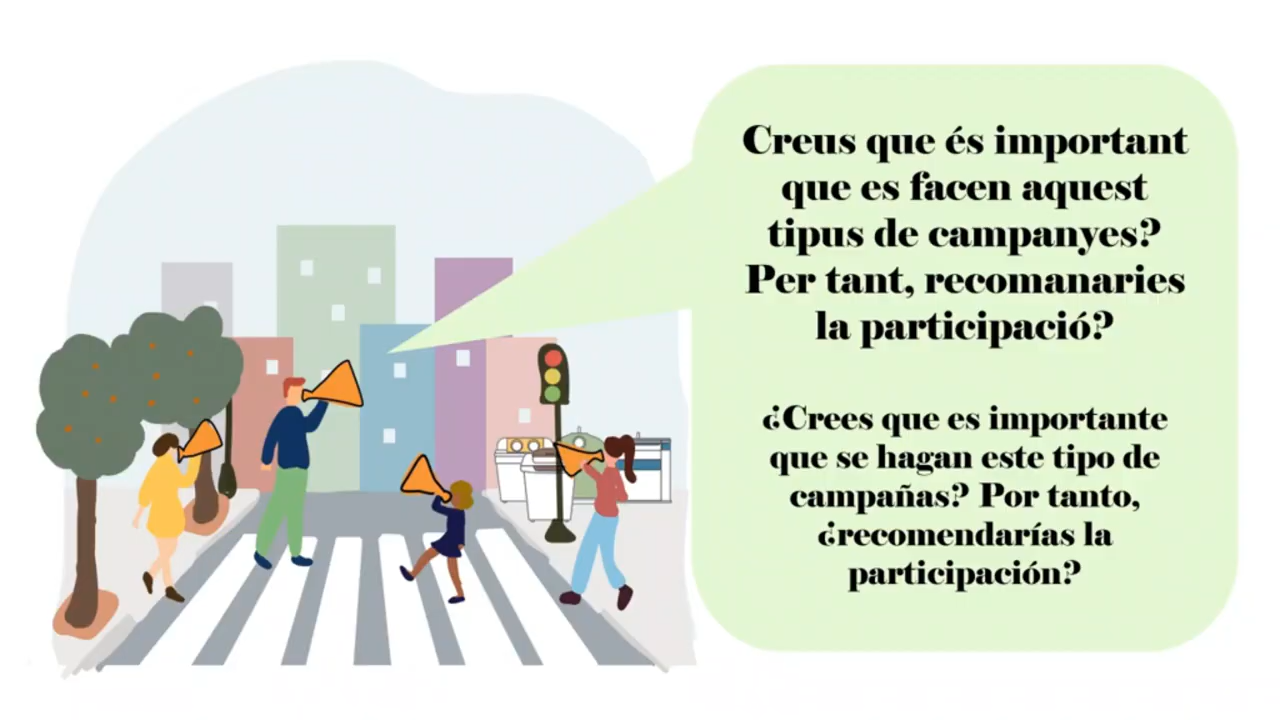 Creus que és important
que es facen aquest
tipus de campanyes?
Per tant, recomanaries
la participació?
¿Crees que es importante
que se hagan este tipo de
campañas? Por tanto,
¿recomendarías la
participación?